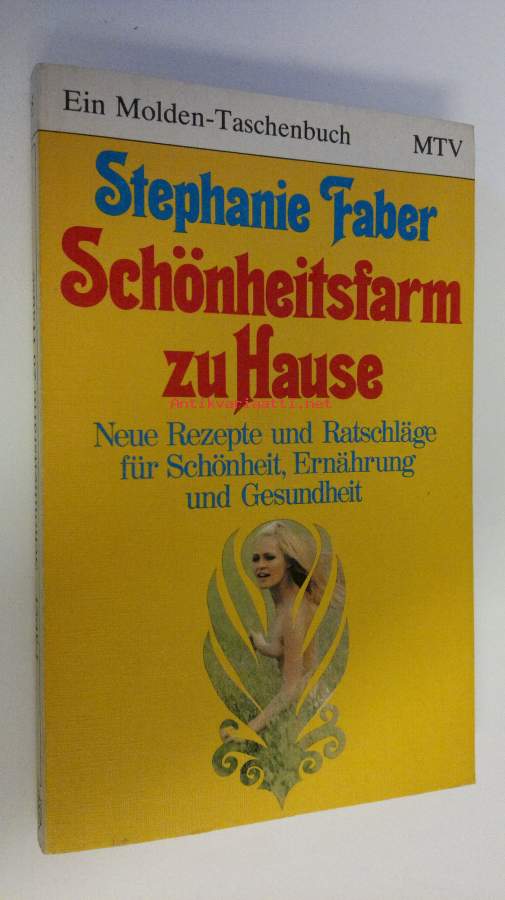 Ein Molden-Taschenbuch MTV
Stephanie Faber
Schönheitsfarm
zu Hause
Antikvariaatti.net
Neue Rezepte und Ratschläge
für Schönheit, Ernährung
und Gesundheit